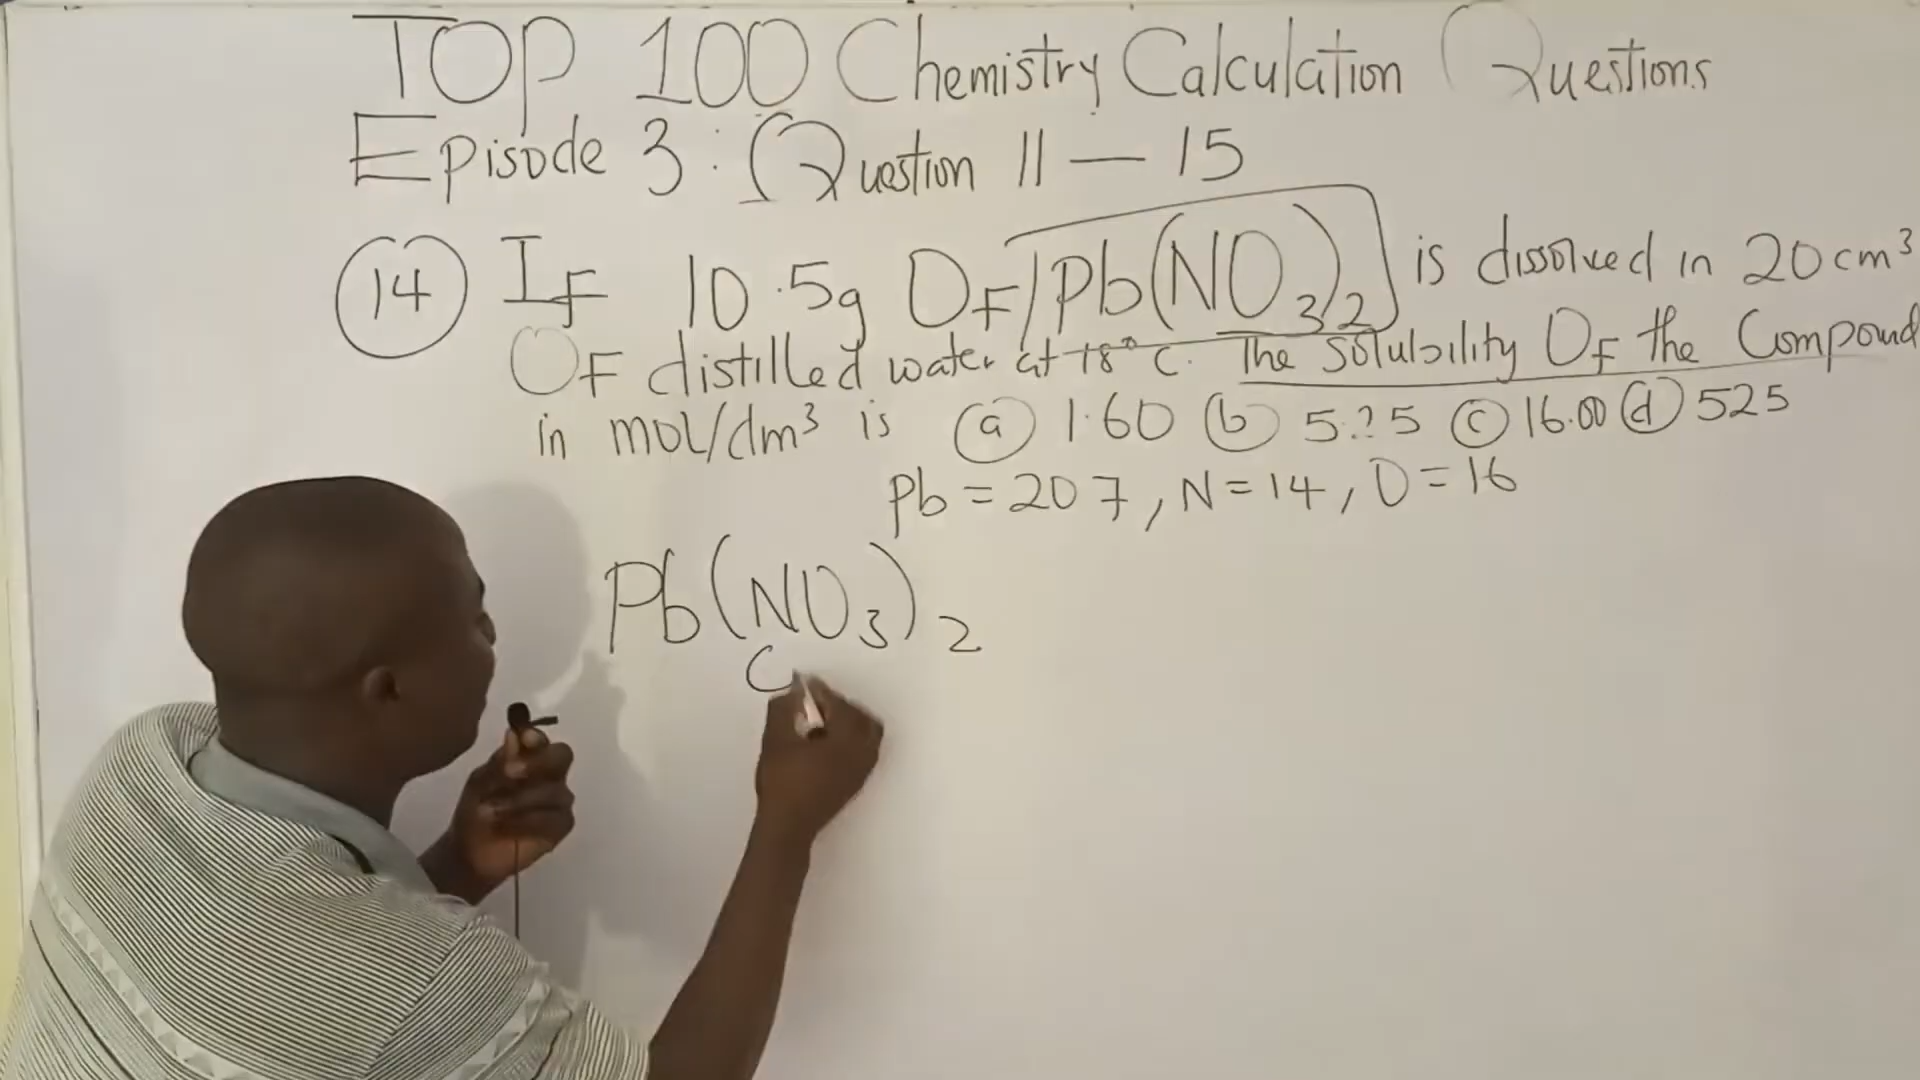 TOP 100 Chemistry Calculation Questions
Episode 3: Question 11 — 15
14 IF 10.5g OF Pb(NO3)2 is dissolved in 20cm³
OF distilled water at 18°C. The solubility OF the Compound
in mol/dm³ is (a) 1.60 (b) 5.25 (c) 16.00 (d) 525
Pb = 207, N = 14, O = 16
Pb(NO3)2
C